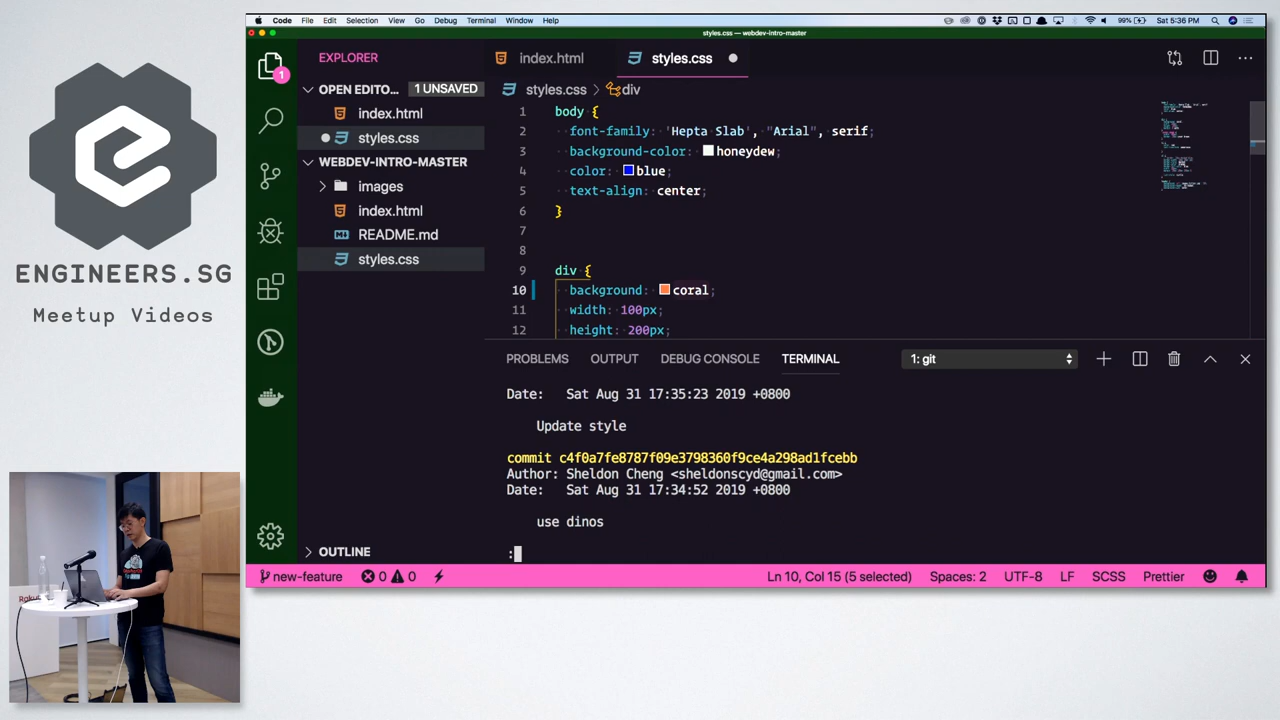 Code File Edit Selection View Go Debug Terminal Window Help 99% Sat 5:36 PM
styles.css — webdev-intro-master
EXPLORER
1
OPEN EDITO... 1 UNSAVED
index.html
styles.css
WEBDEV-INTRO-MASTER
images
index.html
README.md
styles.css
OUTLINE
index.html styles.css
styles.css > div
1 body {
2 font-family: 'Hepta Slab', "Arial", serif;
3 background-color: honeydew;
4 color: blue;
5 text-align: center;
6 }
7
8
9 div {
10 background: coral;
11 width: 100px;
12 height: 200px;
PROBLEMS OUTPUT DEBUG CONSOLE TERMINAL 1: git
Date: Sat Aug 31 17:35:23 2019 +0800
Update style
commit c4f0a7fe8787f09e3798360f9ce4a298ad1fcebb
Author: Sheldon Cheng <sheldonscyd@gmail.com>
Date: Sat Aug 31 17:34:52 2019 +0800
use dinos
:
new-feature 0 0 Ln 10, Col 15 (5 selected) Spaces: 2 UTF-8 LF SCSS Prettier
ENGINEERS.SG
Meetup Videos